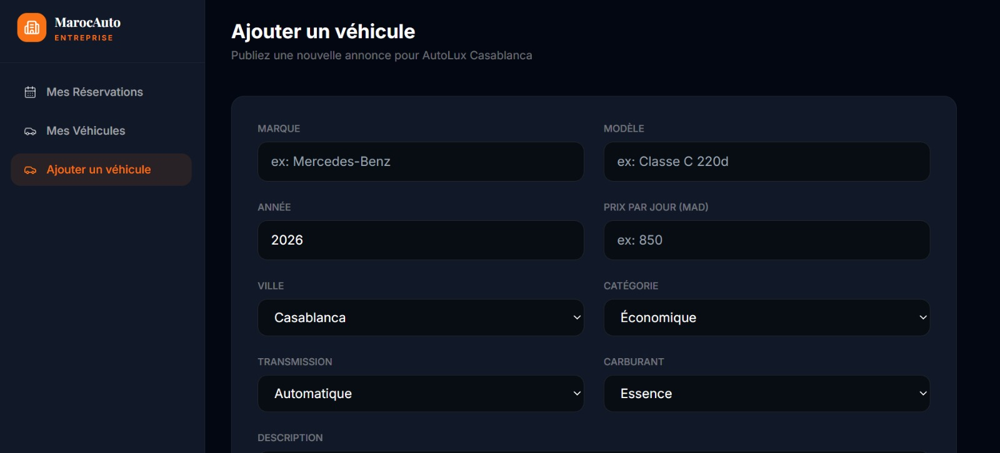 MarocAuto
ENTREPRISE
Mes Réservations
Mes Véhicules
Ajouter un véhicule
Ajouter un véhicule
Publiez une nouvelle annonce pour AutoLux Casablanca
MARQUE
ex: Mercedes-Benz
MODÈLE
ex: Classe C 220d
ANNÉE
2026
PRIX PAR JOUR (MAD)
ex: 850
VILLE
Casablanca
CATÉGORIE
Économique
TRANSMISSION
Automatique
CARBURANT
Essence
DESCRIPTION